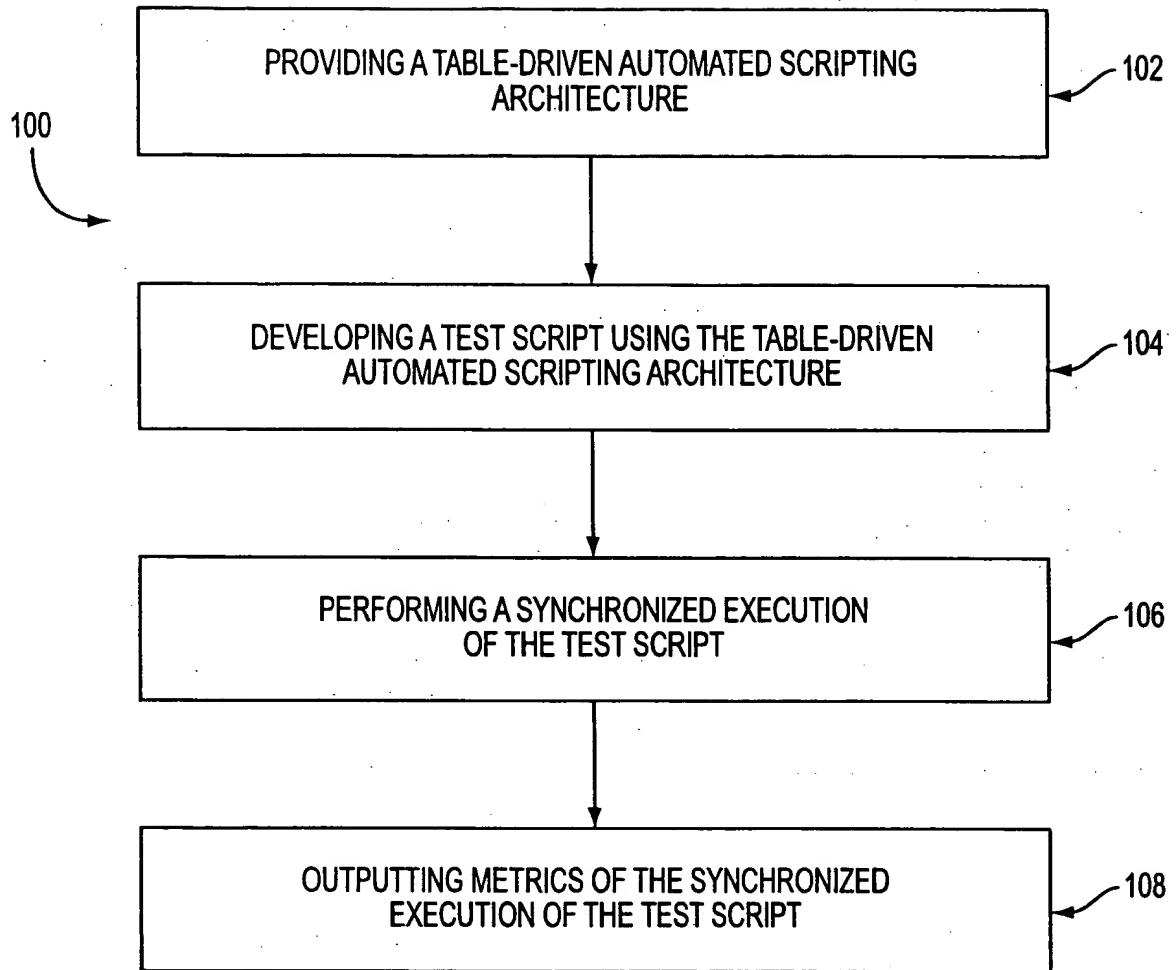 PROVIDING A TABLE-DRIVEN AUTOMATED SCRIPTING
ARCHITECTURE
102
100
DEVELOPING A TEST SCRIPT USING THE TABLE-DRIVEN
AUTOMATED SCRIPTING ARCHITECTURE
104
PERFORMING A SYNCHRONIZED EXECUTION
OF THE TEST SCRIPT
106
OUTPUTTING METRICS OF THE SYNCHRONIZED
EXECUTION OF THE TEST SCRIPT
108